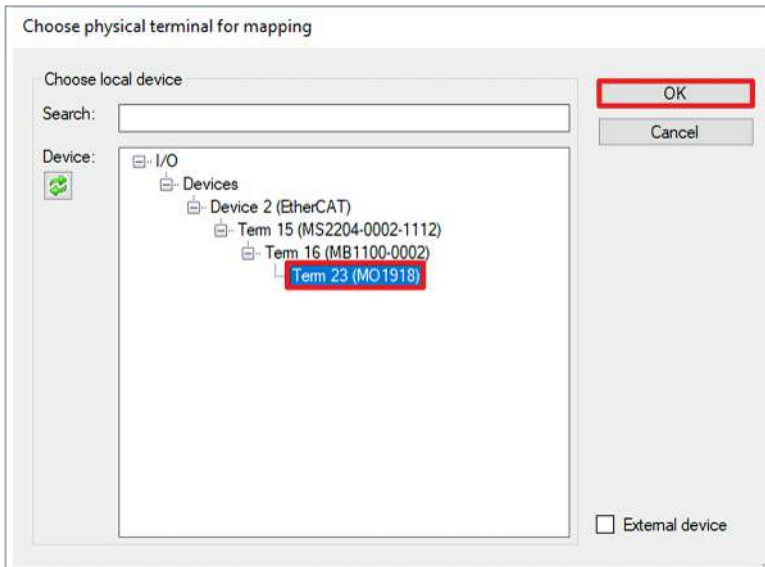 Choose physical terminal for mapping
Choose local device
OK
Search:
Cancel
Device:
I/O
Devices
Device 2 (EtherCAT)
Term 15 (MS2204-0002-1112)
Term 16 (MB1100-0002)
Term 23 (MO1918)
External device